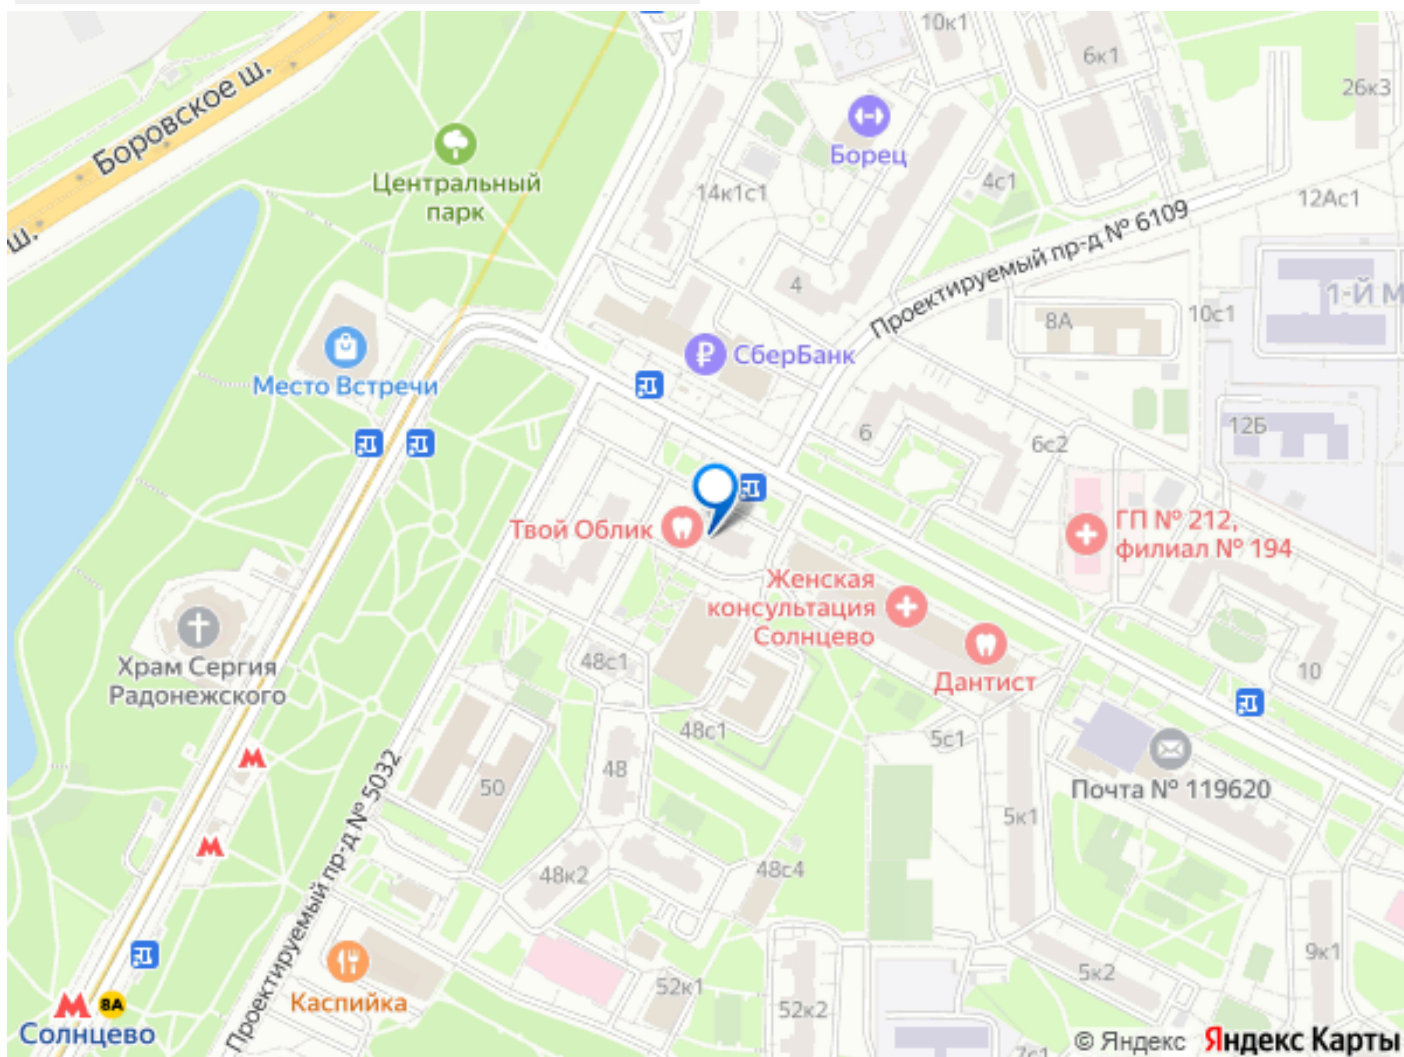 10к1
6к1
26к3
Боровское ш.
Борец
Центральный
парк
14к1с1
4с1
12Ас1
ш.
Проектируемый пр-д № 6109
4
1-Й М
10с1
8А
СберБанк
Место Встречи
6
6с2
12Б
Твой Облик
ГП № 212,
филиал № 194
Женская
консультация
Солнцево
Храм Сергия
Радонежского
48с1
10
Дантист
48с1
5с1
Проектируемый пр-д № 5032
50
48
Почта № 119620
5к1
48к2
48с4
9к1
5к2
52к1
Каспийка
52к2
8А
Солнцево
7с1
© Яндекс Яндекс Карты